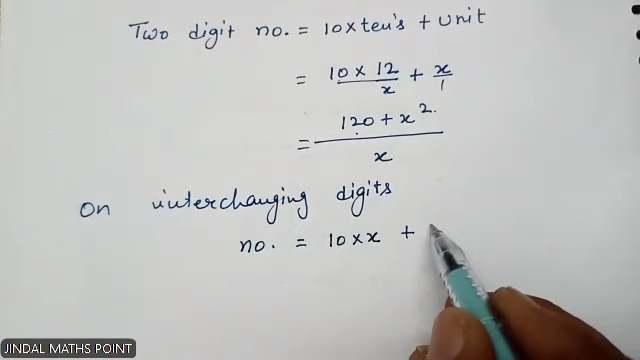 Two digit no. = 10 x ten's + unit
= 10 x 12/x + x/1
= 120 + x²/x
On interchanging digits
no. = 10 x x +
JINDAL MATHS POINT